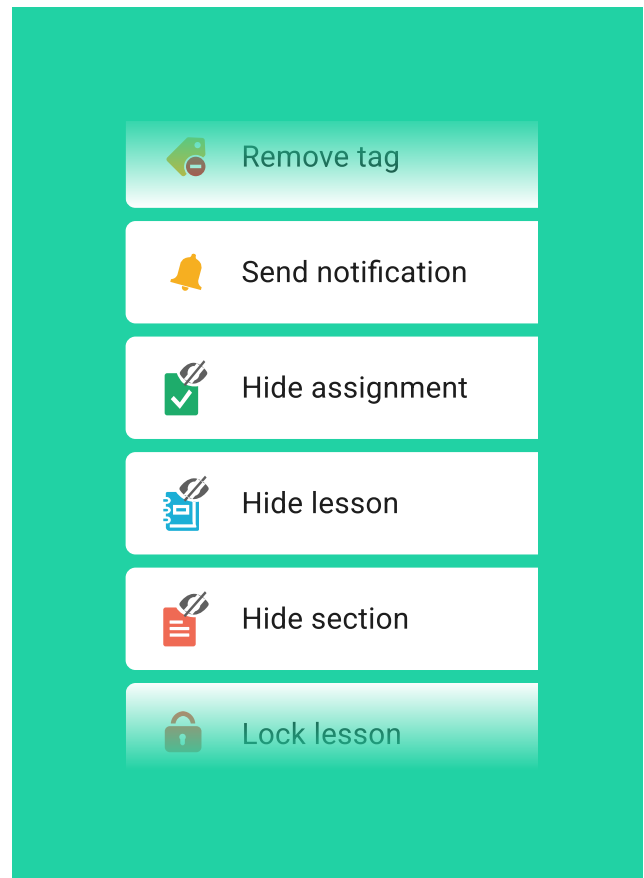 Remove tag
Send notification
Hide assignment
Hide lesson
Hide section
Lock lesson